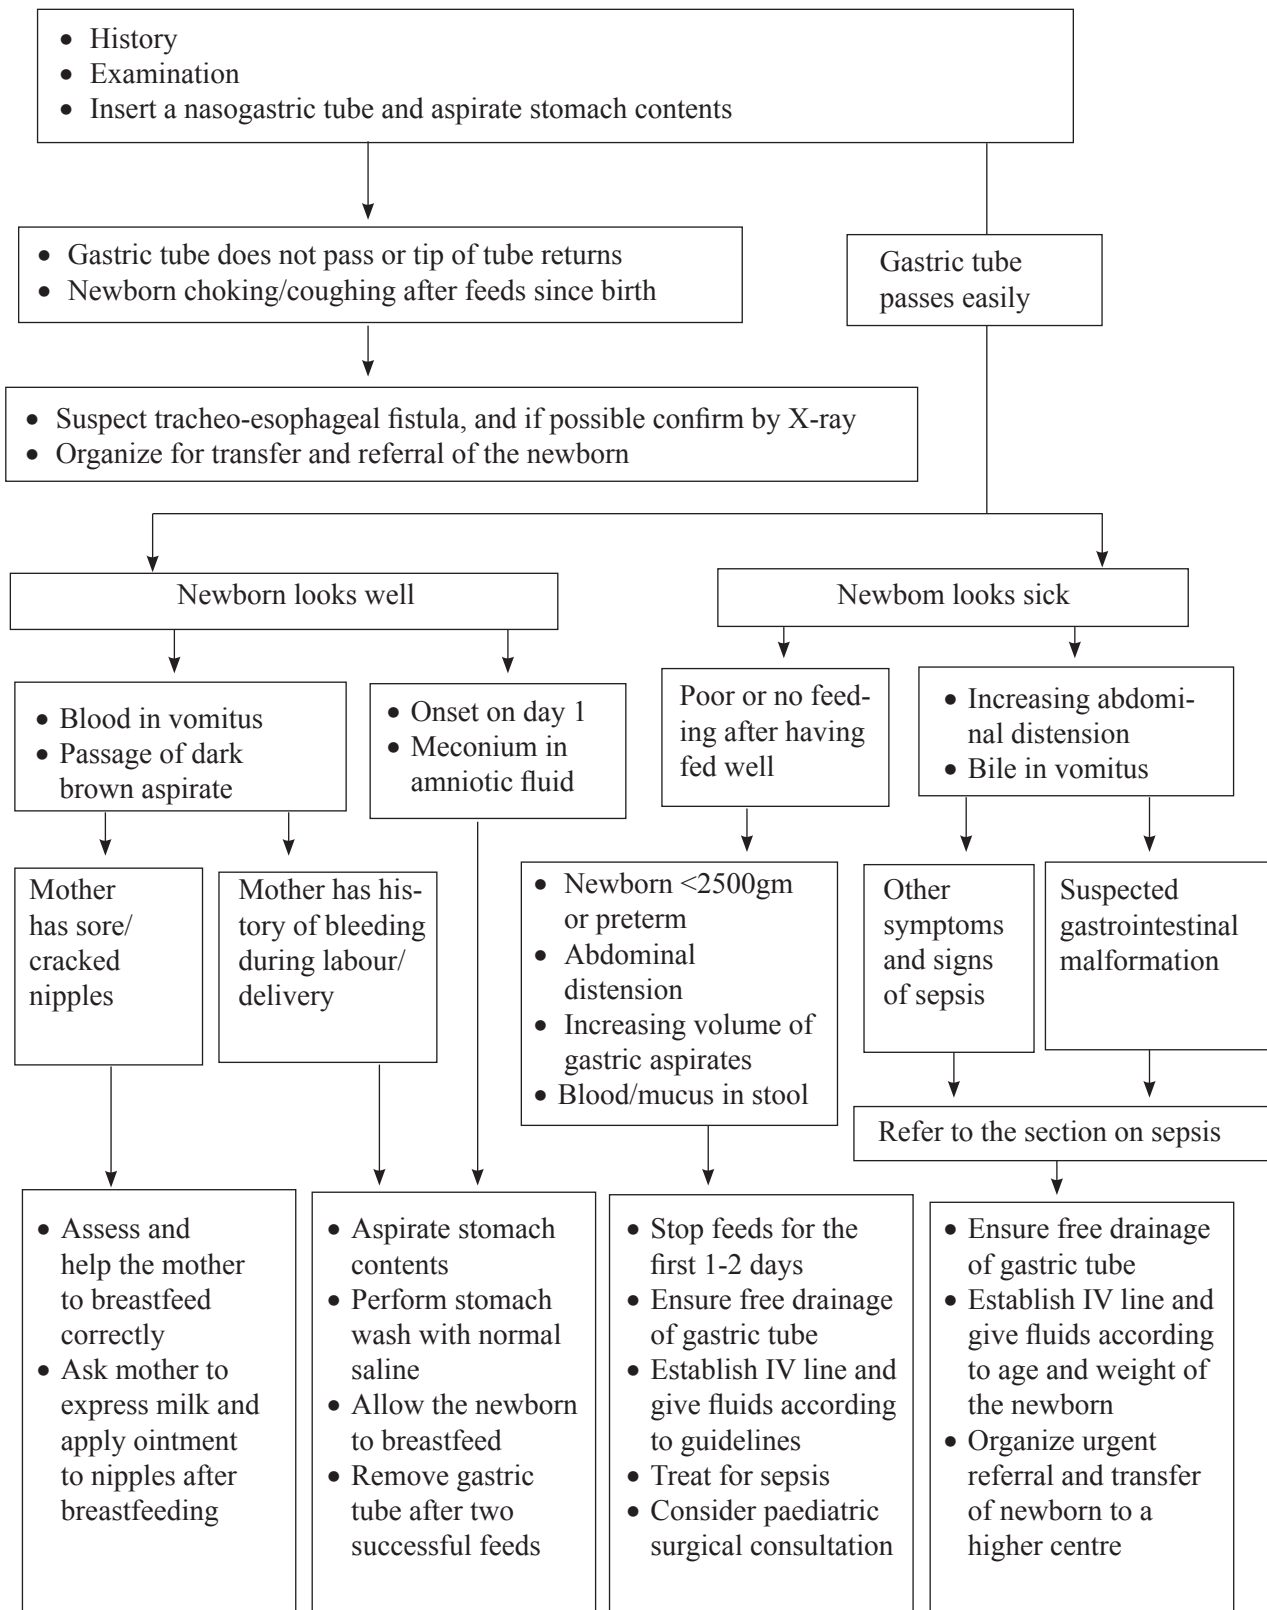 • History
• Examination
• Insert a nasogastric tube and aspirate stomach contents
• Gastric tube does not pass or tip of tube returns
• Newborn choking/coughing after feeds since birth
Gastric tube
passes easily
• Suspect tracheo-esophageal fistula, and if possible confirm by X-ray
• Organize for transfer and referral of the newborn
Newborn looks well
Newbom looks sick
• Blood in vomitus
• Passage of dark
brown aspirate
• Onset on day 1
• Meconium in
amniotic fluid
Poor or no feed-
ing after having
fed well
• Increasing abdomi-
nal distension
• Bile in vomitus
Mother
has sore/
cracked
nipples
Mother has his-
tory of bleeding
during labour/
delivery
• Newborn <2500gm
or preterm
• Abdominal
distension
• Increasing volume of
gastric aspirates
• Blood/mucus in stool
Other
symptoms
and signs
of sepsis
Suspected
gastrointestinal
malformation
Refer to the section on sepsis
• Assess and
help the mother
to breastfeed
correctly
• Ask mother to
express milk and
apply ointment
to nipples after
breastfeeding
• Aspirate stomach
contents
• Perform stomach
wash with normal
saline
• Allow the newborn
to breastfeed
• Remove gastric
tube after two
successful feeds
• Stop feeds for the
first 1-2 days
• Ensure free drainage
of gastric tube
• Establish IV line and
give fluids according
to guidelines
• Treat for sepsis
• Consider paediatric
surgical consultation
• Ensure free drainage
of gastric tube
• Establish IV line and
give fluids according
to age and weight of
the newborn
• Organize urgent
referral and transfer
of newborn to a
higher centre